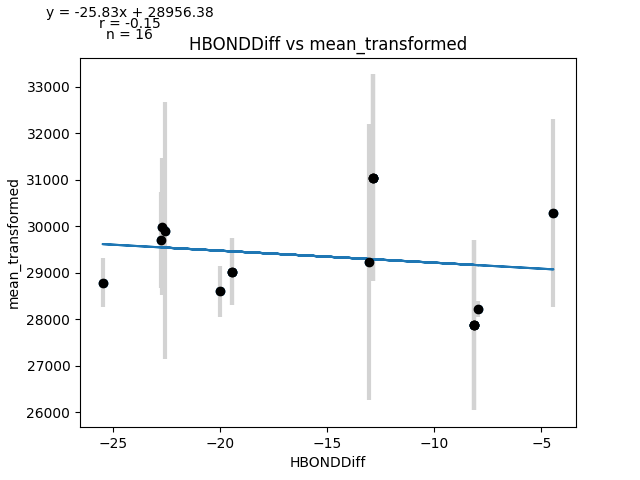 y = -25.83x + 28956.38
r = -0.15
n = 16
HBONDDiff vs mean_transformed
33000
32000
31000
30000
29000
28000
27000
26000
mean_transformed
−25
−20
−15
−10
−5
HBONDDiff